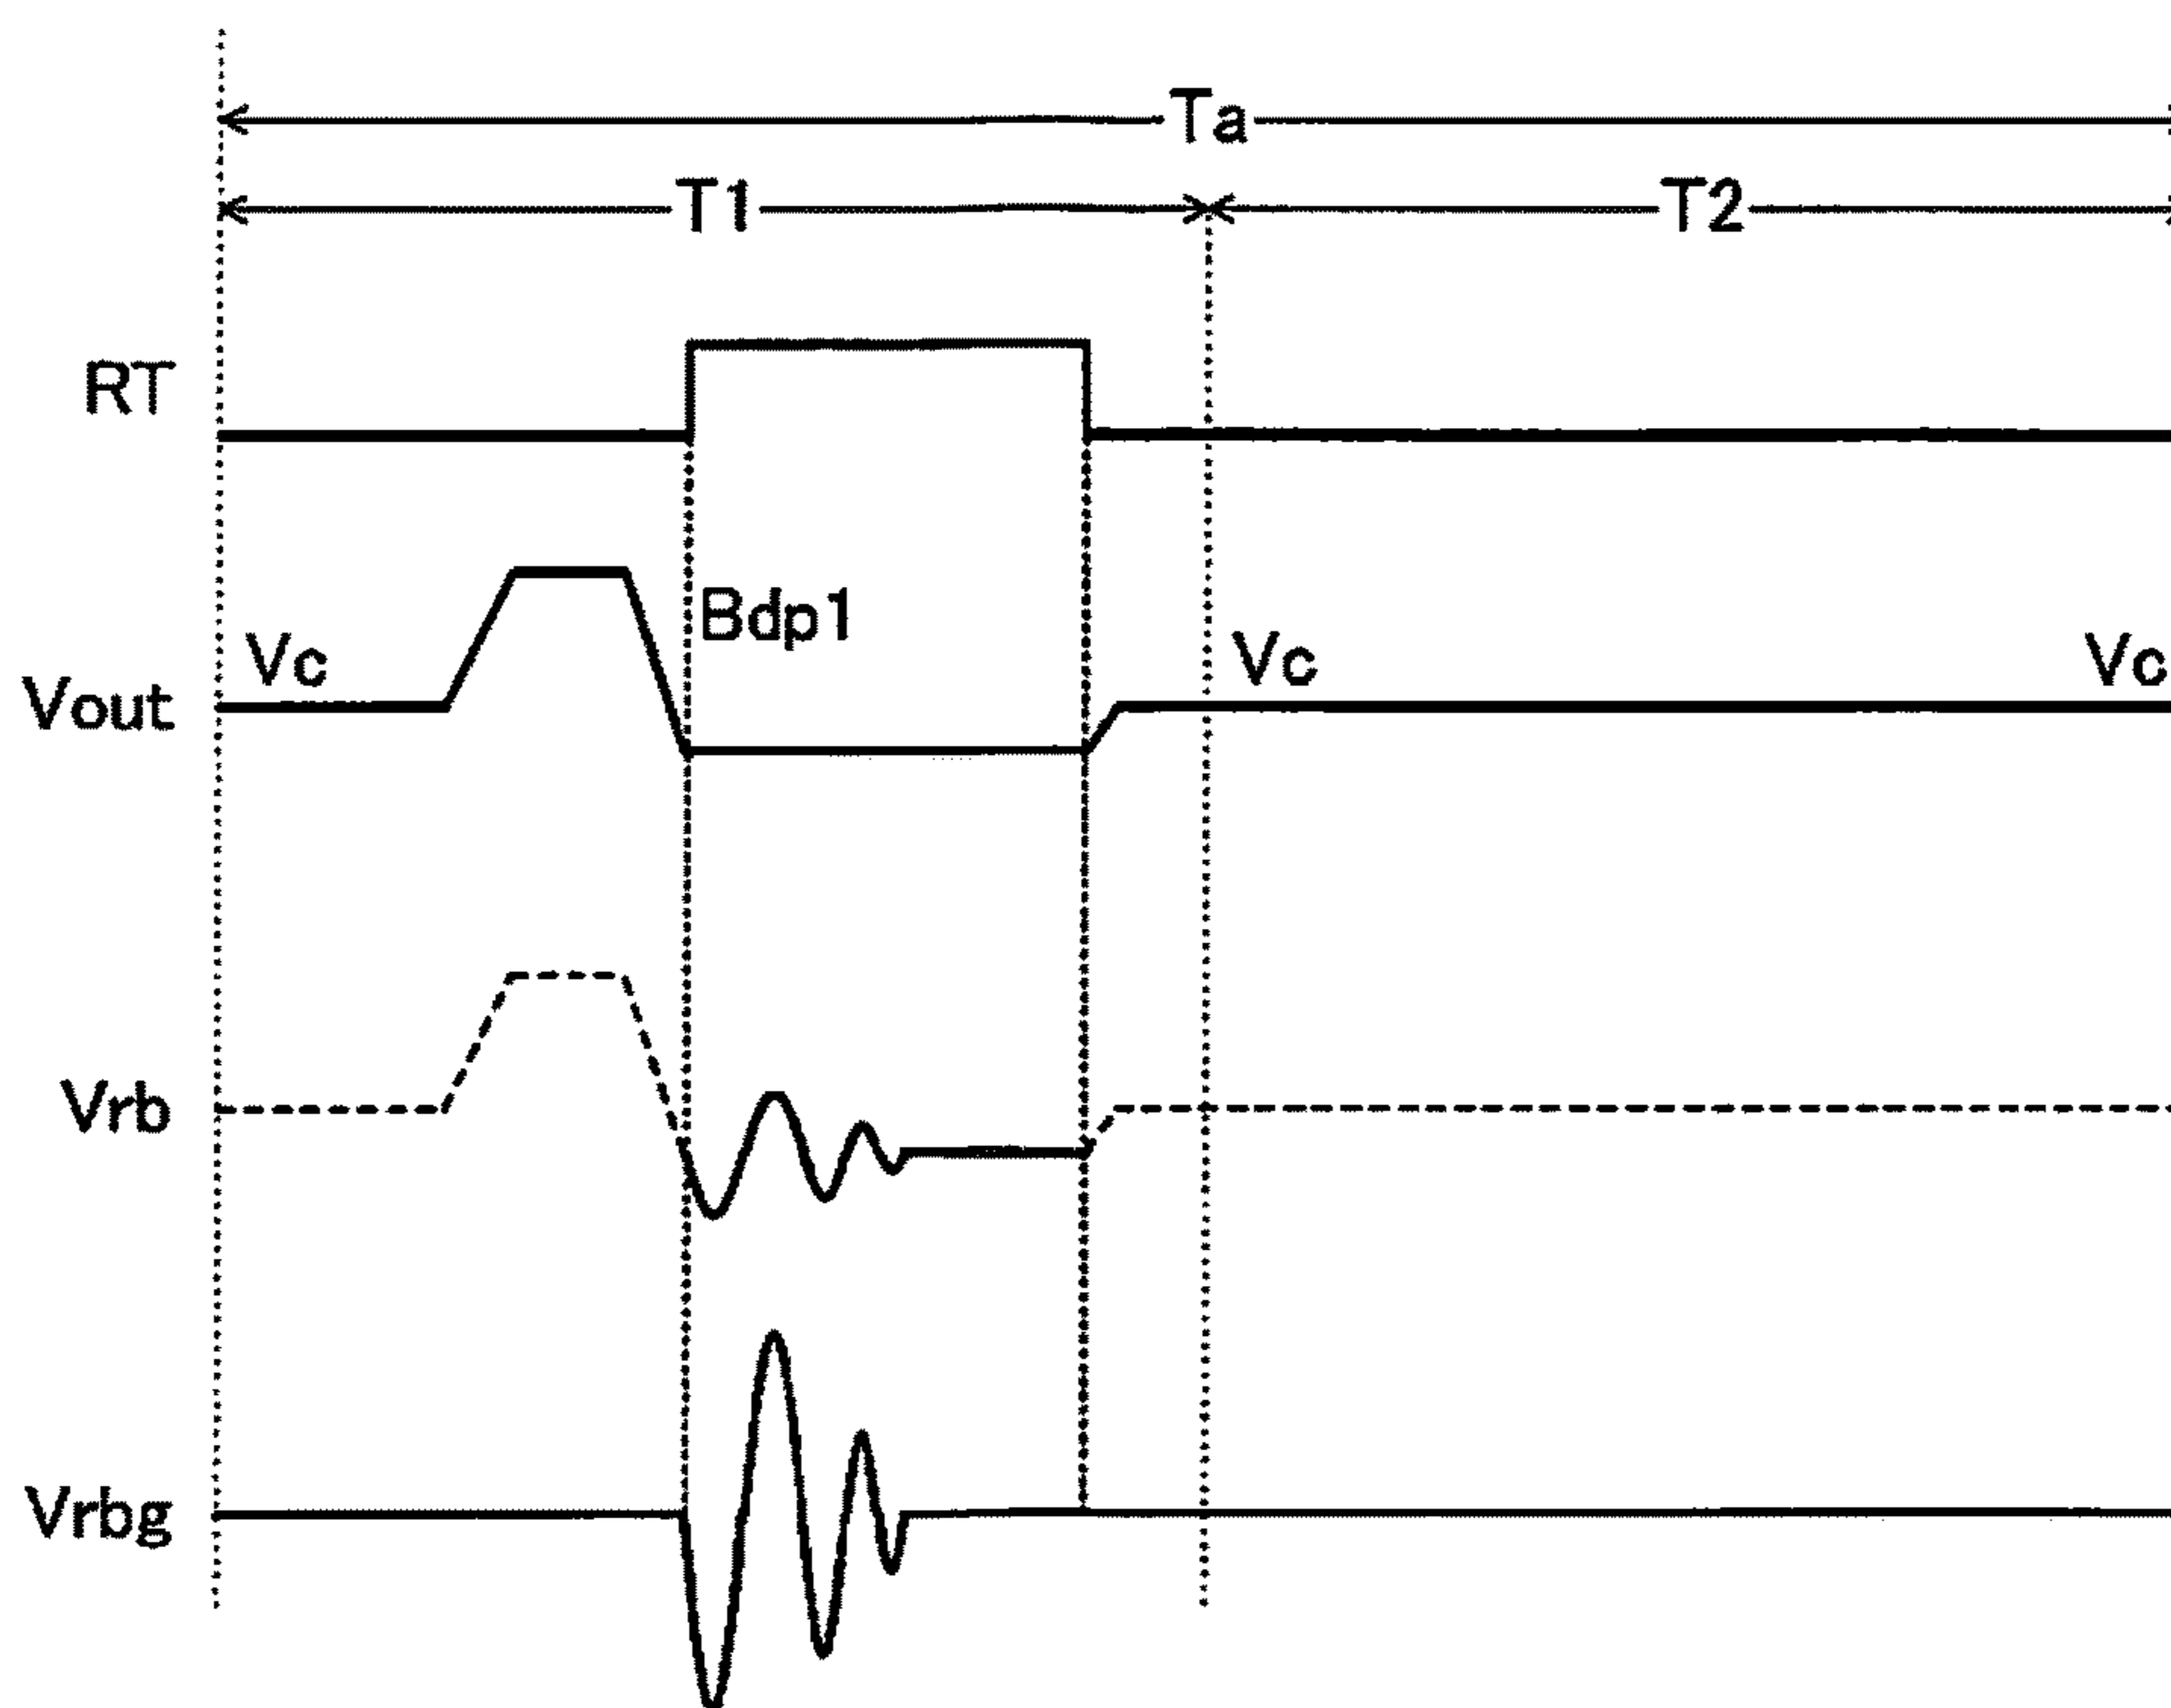 Ta
T1 T2
RT
Bdp1
Vc Vc Vc
Vout
Vrb
Vrbg